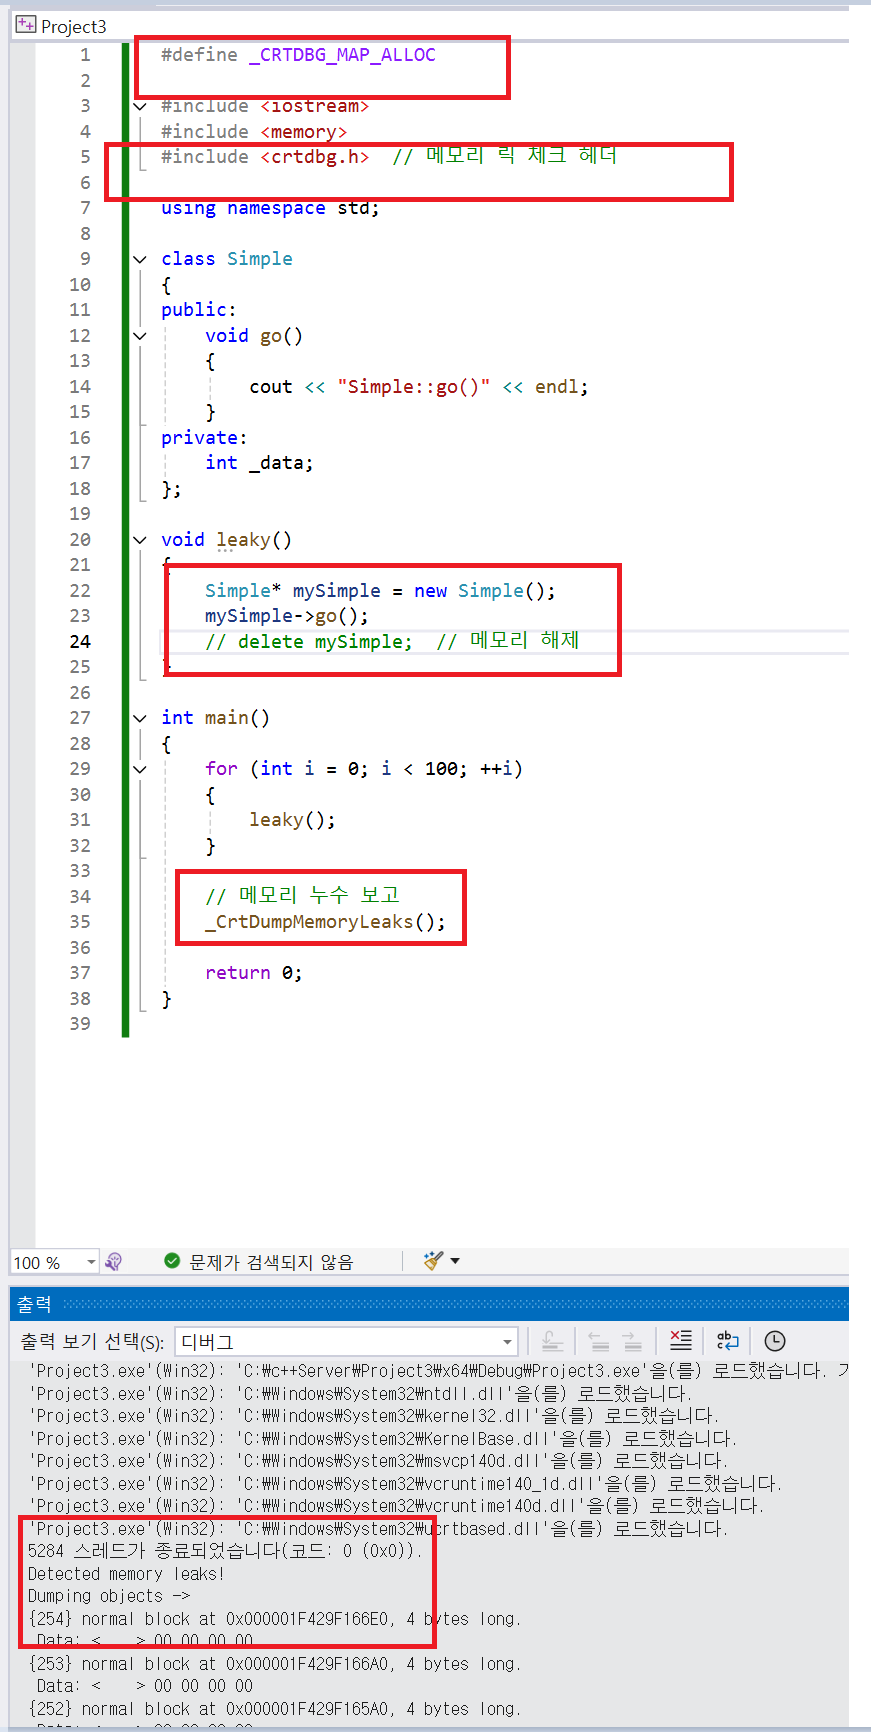 Project3
1 #define _CRTDBG_MAP_ALLOC
2
3 #include <iostream>
4 #include <memory>
5 #include <crtdbg.h>  // 메모리 릭 체크 헤더
6
7 using namespace std;
8
9 class Simple
10 {
11 public:
12     void go()
13     {
14         cout << "Simple::go()" << endl;
15     }
16 private:
17     int _data;
18 };
19
20 void leaky()
21 {
22     Simple* mySimple = new Simple();
23     mySimple->go();
24     // delete mySimple;  // 메모리 해제
25 }
26
27 int main()
28 {
29     for (int i = 0; i < 100; ++i)
30     {
31         leaky();
32     }
33
34     // 메모리 누수 보고
35     _CrtDumpMemoryLeaks();
36
37     return 0;
38 }
39
100 % 문제가 검색되지 않음
출력
출력 보기 선택(S): 디버그
'Project3.exe'(Win32): 'C:₩c++Server₩Project3₩x64₩Debug₩Project3.exe'을(를) 로드했습니다.
'Project3.exe'(Win32): 'C:₩Windows₩System32₩ntdll.dll'을(를) 로드했습니다.
'Project3.exe'(Win32): 'C:₩Windows₩System32₩kernel32.dll'을(를) 로드했습니다.
'Project3.exe'(Win32): 'C:₩Windows₩System32₩KernelBase.dll'을(를) 로드했습니다.
'Project3.exe'(Win32): 'C:₩Windows₩System32₩msvcp140d.dll'을(를) 로드했습니다.
'Project3.exe'(Win32): 'C:₩Windows₩System32₩vcruntime140_1d.dll'을(를) 로드했습니다.
'Project3.exe'(Win32): 'C:₩Windows₩System32₩vcruntime140d.dll'을(를) 로드했습니다.
'Project3.exe'(Win32): 'C:₩Windows₩System32₩ucrtbased.dll'을(를) 로드했습니다.
5284 스레드가 종료되었습니다(코드: 0 (0x0)).
Detected memory leaks!
Dumping objects ->
{254} normal block at 0x000001F429F166E0, 4 bytes long.
Data: <    > 00 00 00 00
{253} normal block at 0x000001F429F166A0, 4 bytes long.
Data: <    > 00 00 00 00
{252} normal block at 0x000001F429F165A0, 4 bytes long.
Data: <    > 00 00 00 00